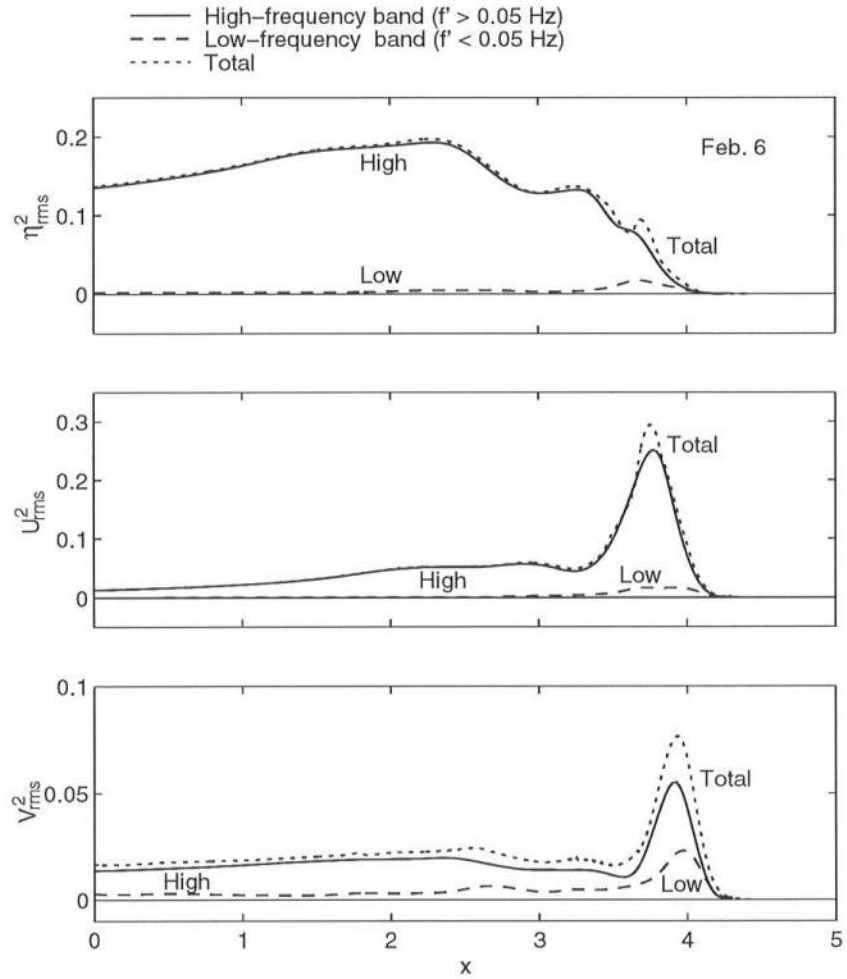 High–frequency band (f' > 0.05 Hz)
Low–frequency band (f' < 0.05 Hz)
Total
0.2
0.1
0
η²rms
High
Low
Total
Feb. 6
0.3
0.2
0.1
0
U²rms
High
Low
Total
0.1
0.05
0
V²rms
High
Low
Total
0 1 2 3 4 5
x